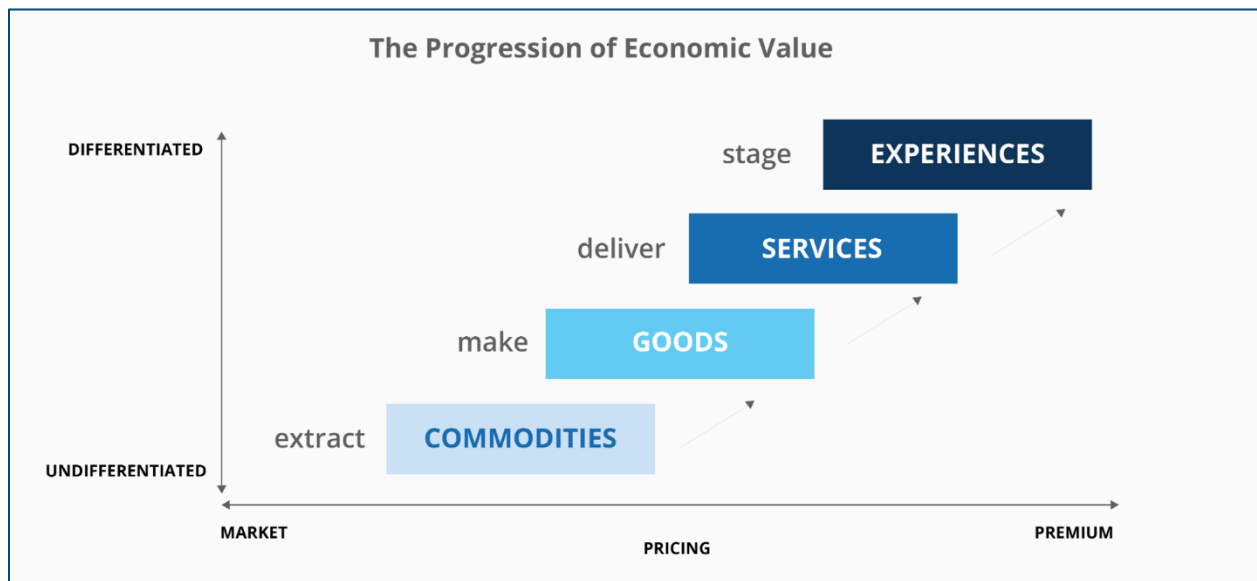 The Progression of Economic Value
DIFFERENTIATED
stage EXPERIENCES
deliver SERVICES
make GOODS
extract COMMODITIES
UNDIFFERENTIATED
MARKET
PRICING
PREMIUM